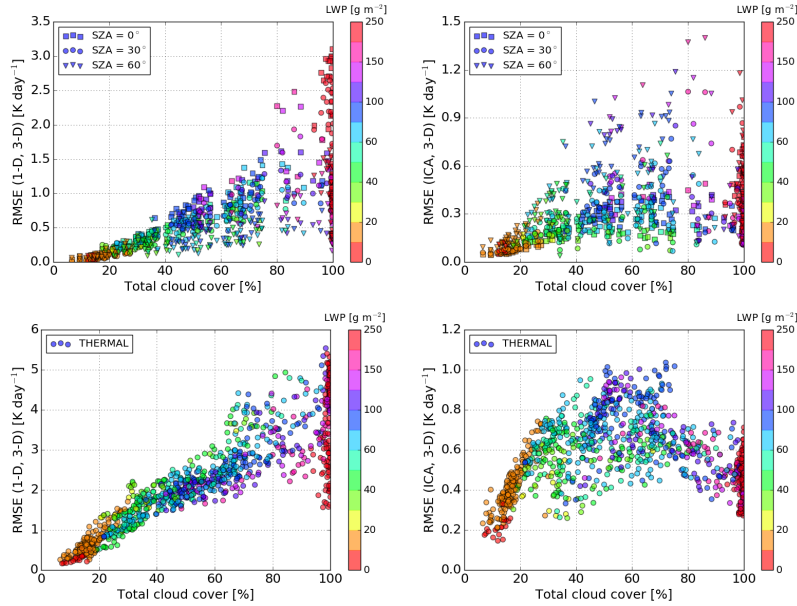 LWP [g m⁻²]
RMSE (1-D, 3-D) [K day⁻¹]
3.5
3.0
2.5
2.0
1.5
1.0
0.5
0.0
SZA = 0°
SZA = 30°
SZA = 60°
0 20 40 60 80 100
Total cloud cover [%]
250
160
100
60
40
20
0
LWP [g m⁻²]
RMSE (ICA, 3-D) [K day⁻¹]
1.5
1.2
0.9
0.6
0.3
0.0
SZA = 0°
SZA = 30°
SZA = 60°
0 20 40 60 80 100
Total cloud cover [%]
250
160
100
60
40
20
0
LWP [g m⁻²]
RMSE (1-D, 3-D) [K day⁻¹]
6
5
4
3
2
1
0
THERMAL
0 20 40 60 80 100
Total cloud cover [%]
250
160
100
60
40
20
0
LWP [g m⁻²]
RMSE (ICA, 3-D) [K day⁻¹]
1.2
1.0
0.8
0.6
0.4
0.2
0.0
THERMAL
0 20 40 60 80 100
Total cloud cover [%]
250
160
100
60
40
20
0